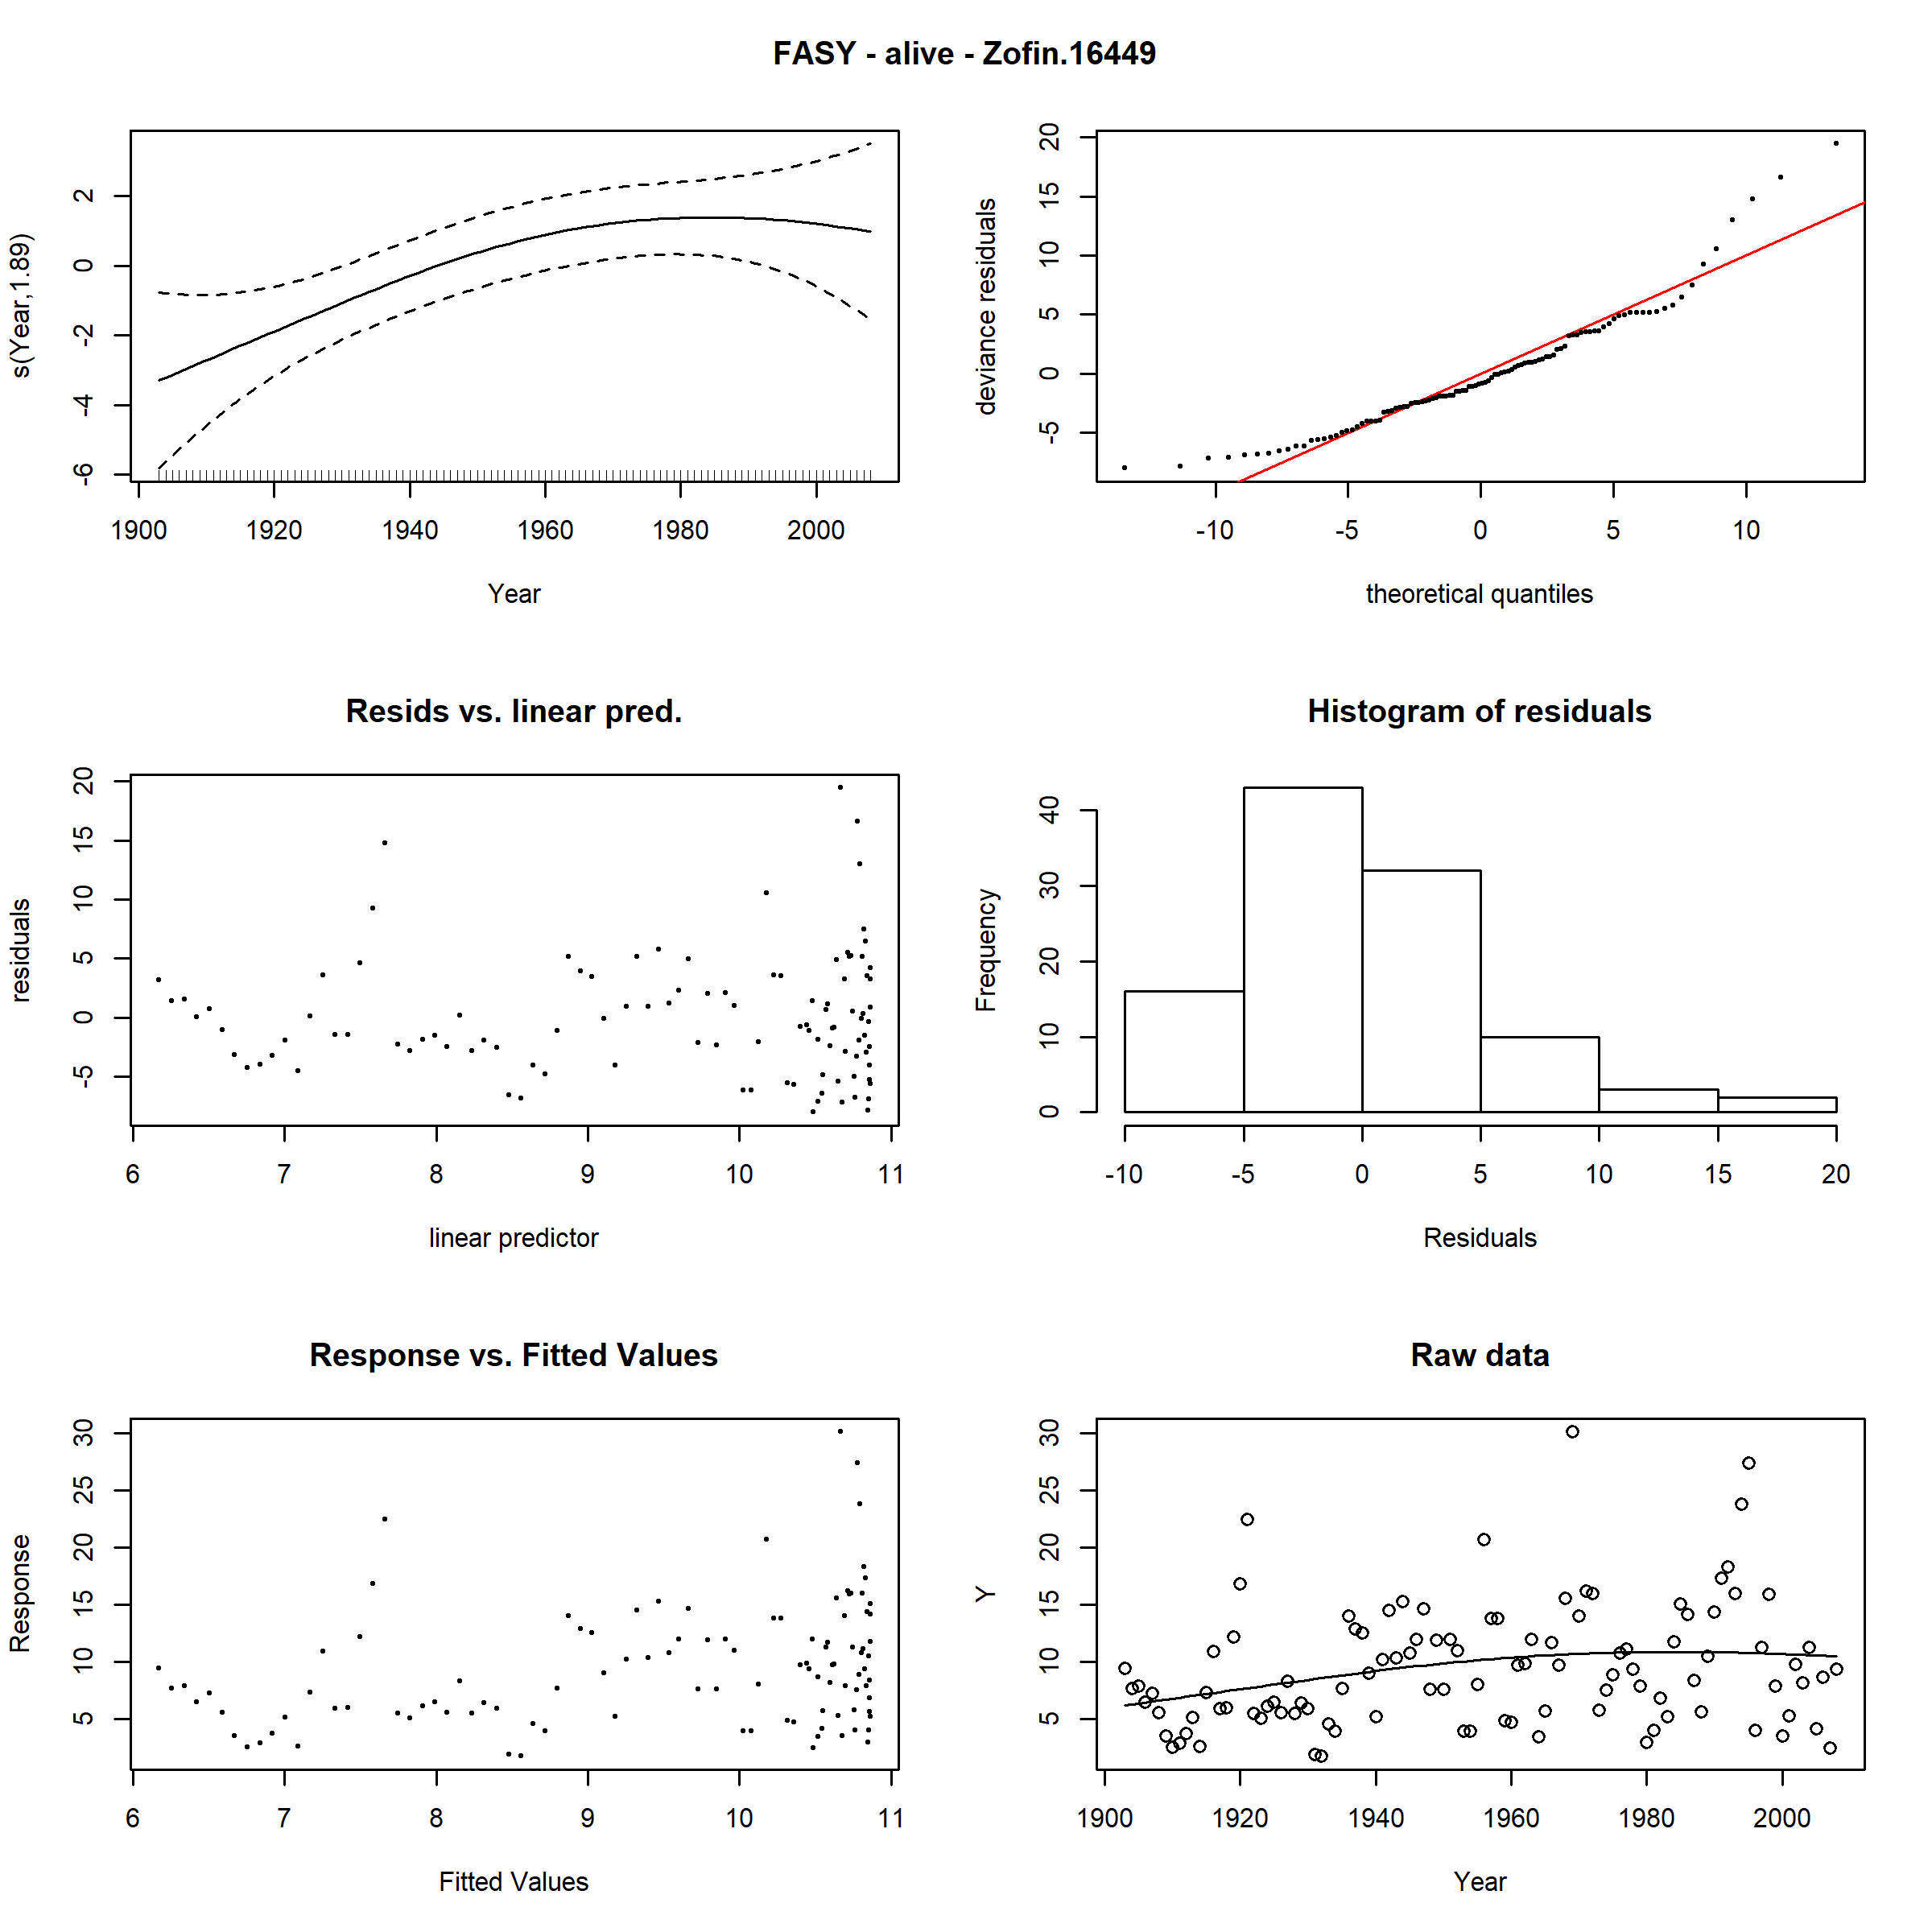 FASY - alive - Zofin.16449
s(Year,1.89)
2
0
-2
-4
-6
1900 1920 1940 1960 1980 2000
Year
deviance residuals
20
15
10
5
0
-5
-10 -5 0 5 10
theoretical quantiles
Resids vs. linear pred.
residuals
20
15
10
5
0
-5
6 7 8 9 10 11
linear predictor
Histogram of residuals
Frequency
40
30
20
10
0
-10 -5 0 5 10 15 20
Residuals
Response vs. Fitted Values
Response
30
25
20
15
10
5
6 7 8 9 10 11
Fitted Values
Raw data
Y
30
25
20
15
10
5
1900 1920 1940 1960 1980 2000
Year